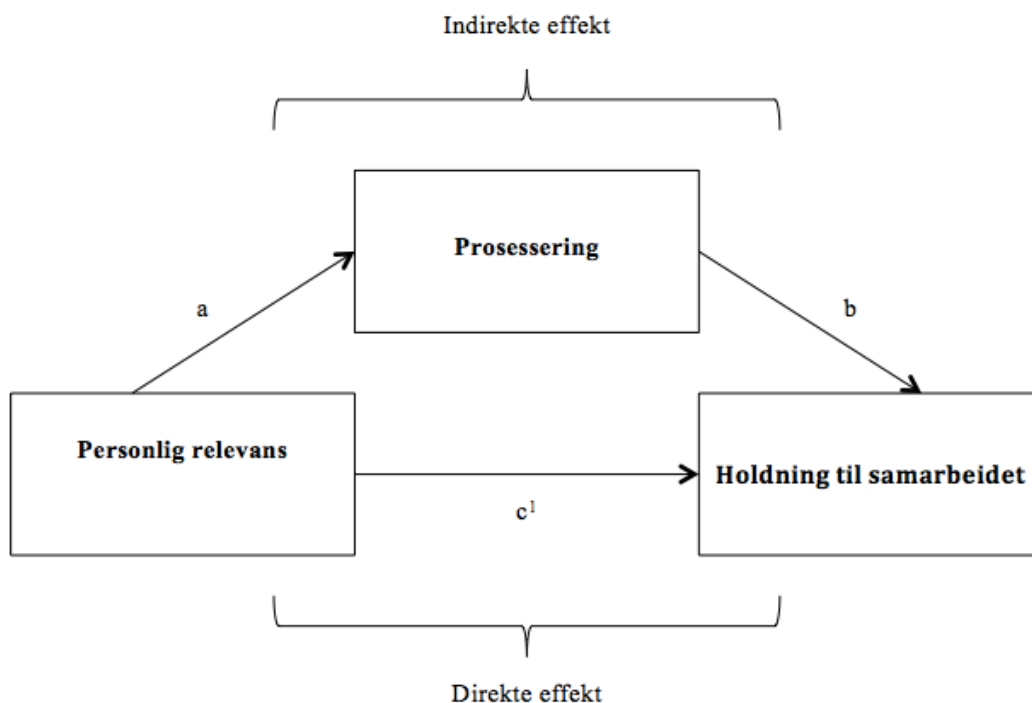 Indirekte effekt
Prosessering
a
b
Personlig relevans
Holdning til samarbeidet
c¹
Direkte effekt